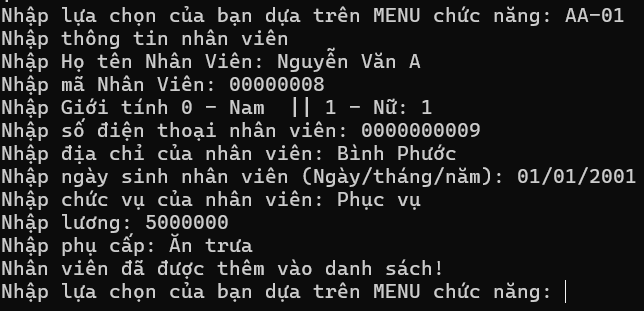 Nhập lựa chọn của bạn dựa trên MENU chức năng: AA-01
Nhập thông tin nhân viên
Nhập Họ tên Nhân Viên: Nguyễn Văn A
Nhập mã Nhân Viên: 00000008
Nhập Giới tính 0 - Nam  || 1 - Nữ: 1
Nhập số điện thoại nhân viên: 0000000009
Nhập địa chỉ của nhân viên: Bình Phước
Nhập ngày sinh nhân viên (Ngày/tháng/năm): 01/01/2001
Nhập chức vụ của nhân viên: Phục vụ
Nhập lương: 5000000
Nhập phụ cấp: Ăn trưa
Nhân viên đã được thêm vào danh sách!
Nhập lựa chọn của bạn dựa trên MENU chức năng: